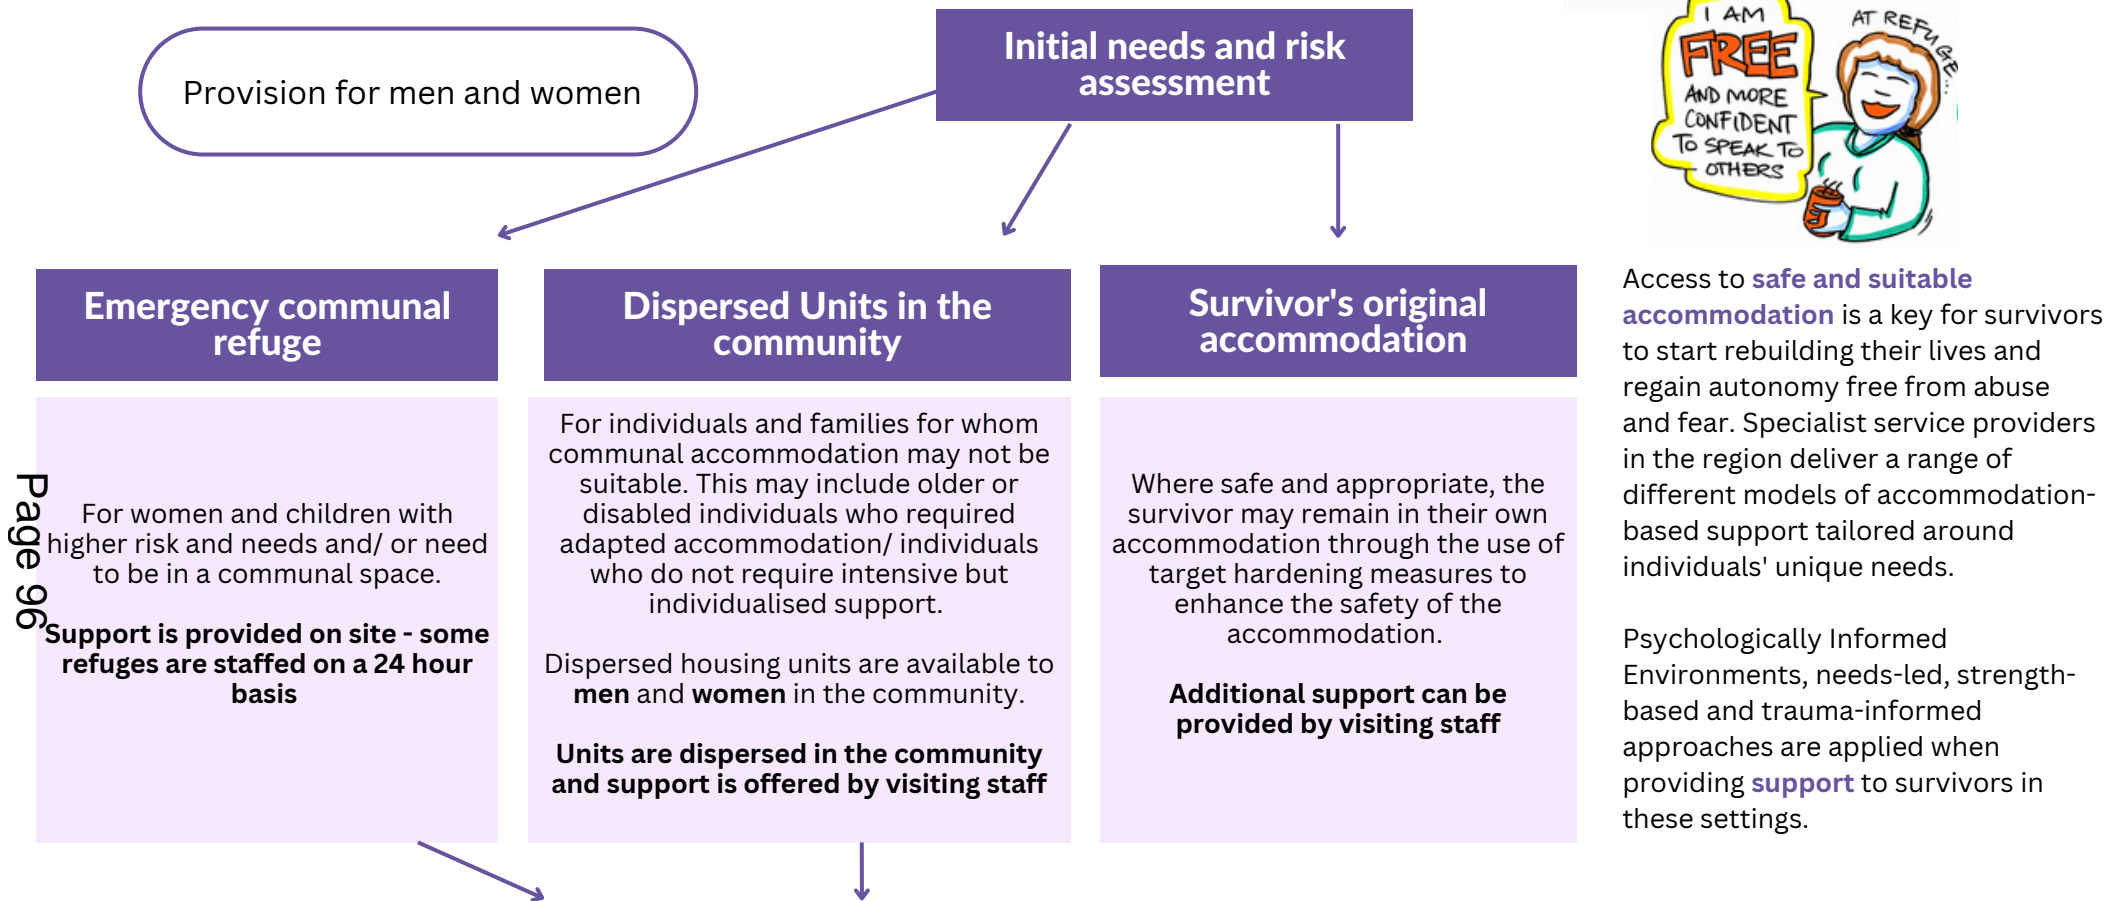 Provision for men and women
Initial needs and risk
assessment
I AM
FREE
AND MORE
CONFIDENT
TO SPEAK TO
OTHERS
AT REFUGE...
Emergency communal
refuge
For women and children with
higher risk and needs and/ or need
to be in a communal space.
Support is provided on site - some
refuges are staffed on a 24 hour
basis
Dispersed Units in the
community
For individuals and families for whom
communal accommodation may not be
suitable. This may include older or
disabled individuals who required
adapted accommodation/ individuals
who do not require intensive but
individualised support.
Dispersed housing units are available to
men and women in the community.
Units are dispersed in the community
and support is offered by visiting staff
Survivor's original
accommodation
Where safe and appropriate, the
survivor may remain in their own
accommodation through the use of
target hardening measures to
enhance the safety of the
accommodation.
Additional support can be
provided by visiting staff
Access to safe and suitable
accommodation is a key for survivors
to start rebuilding their lives and
regain autonomy free from abuse
and fear. Specialist service providers
in the region deliver a range of
different models of accommodation-
based support tailored around
individuals' unique needs.
Psychologically Informed
Environments, needs-led, strength-
based and trauma-informed
approaches are applied when
providing support to survivors in
these settings.
Page 96